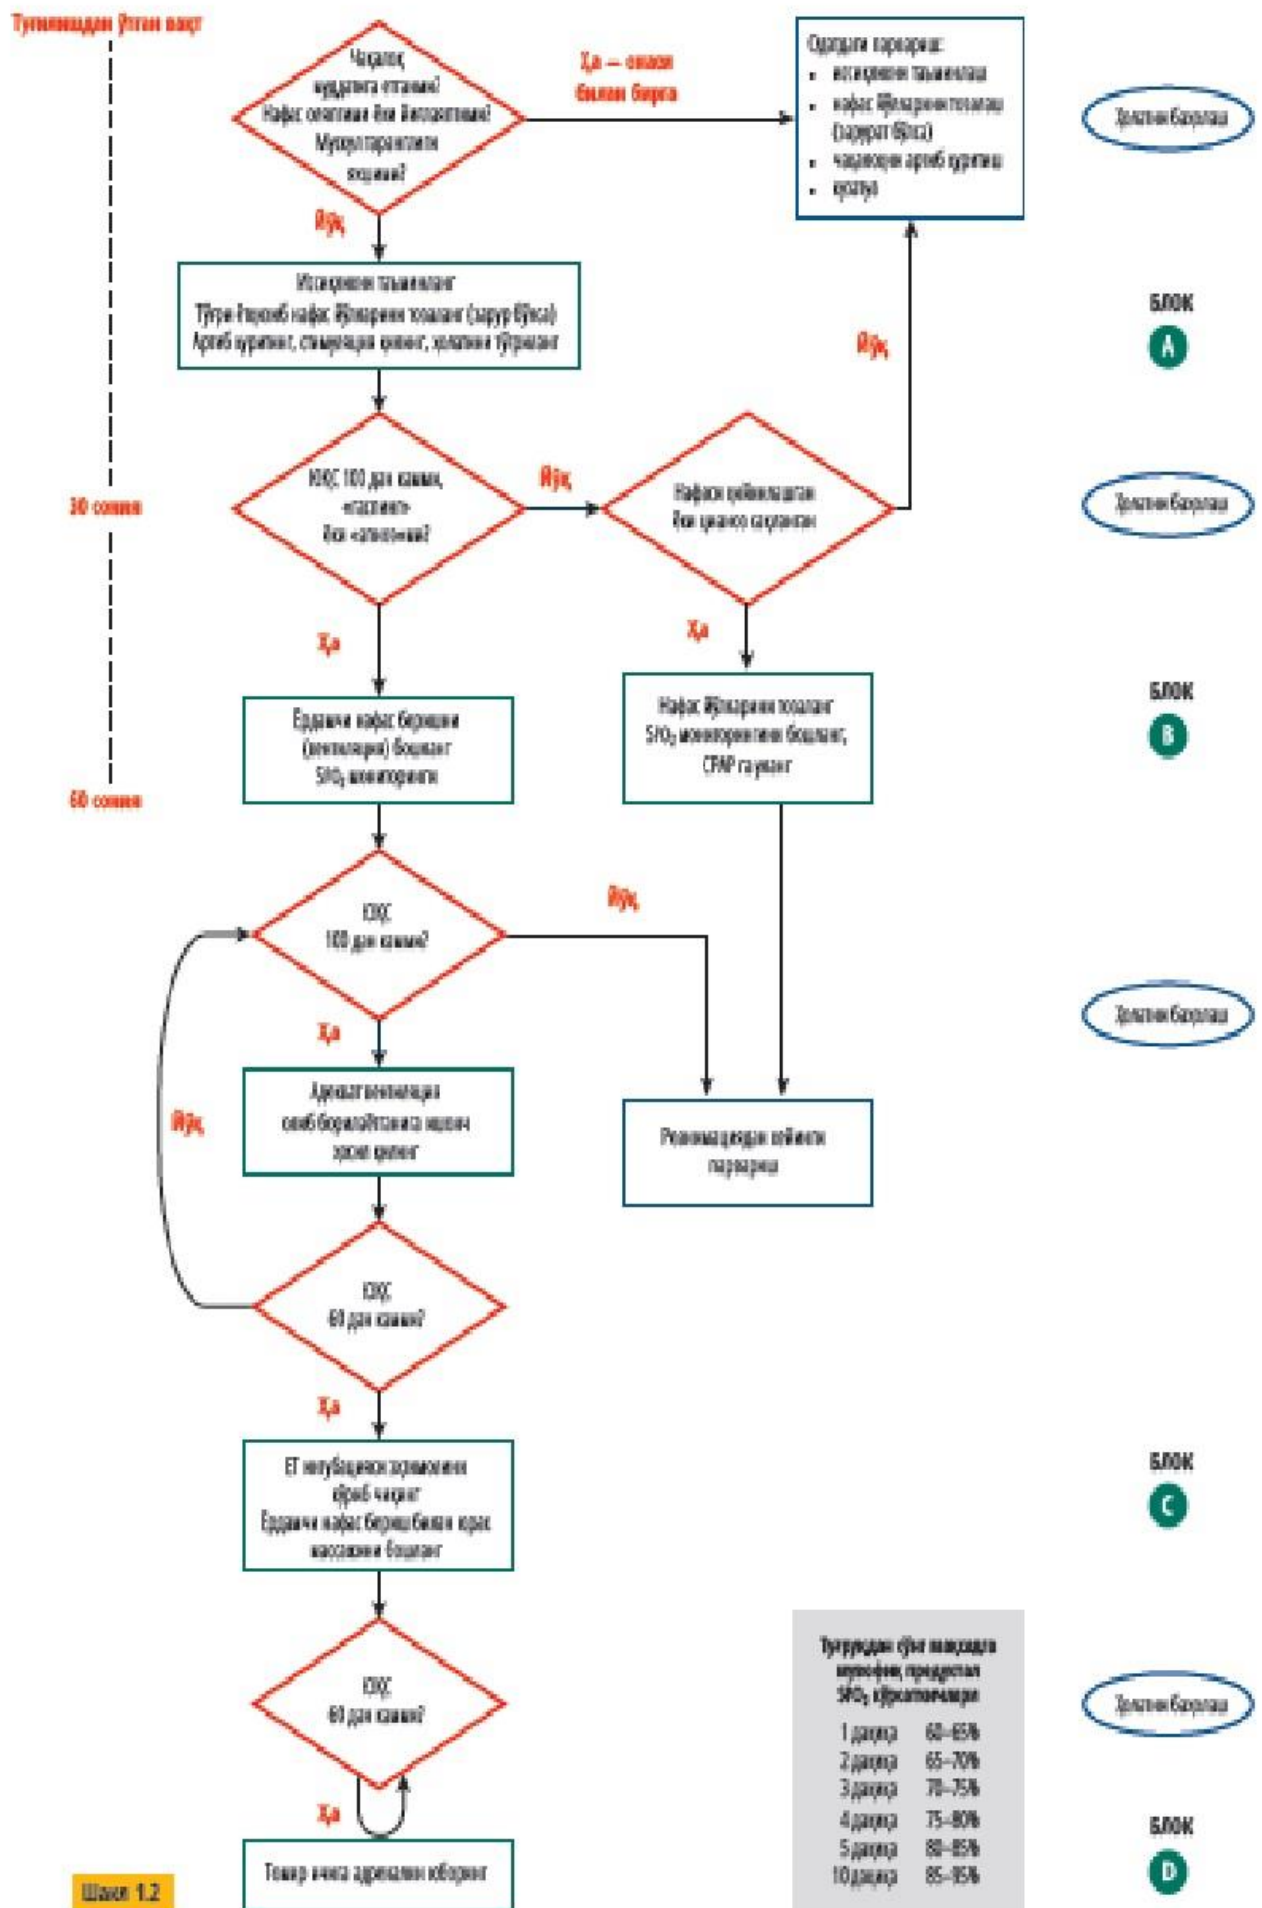 Туғилишдан ўтган вақт
Чақалоқ
муддатига етганми?
Нафас оляптими ёки йиғлаяптими?
Мускул таранглиги
яхшими?
Ҳа — онаси
билан бирга
Одатдаги парвариш:
• иссиқликни таъминлаш
• нафас йўлларини тозалаш
(зарурат бўлса)
• чақалоқни артиб қуритиш
• кузатув
Ҳолатни баҳолаш
Йўқ
Иссиқликни таъминланг
Тўғри ётқизиб нафас йўлларини тозаланг (зарур бўлса)
Артиб қуритинг, стимуляция қилинг, ҳолатини тўғриланг
БЛОК
A
Йўқ
30 сония
ЮҚС 100 дан камми,
«гаспинг»
ёки «апноэ»ми?
Йўқ
Нафаси қийинлашган
ёки цианоз сақланган
Ҳолатни баҳолаш
Ҳа
Ҳа
Ёрдамчи нафас беришни
(вентиляция) бошланг
SPO₂ мониторинги
Нафас йўлларини тозаланг
SPO₂ мониторингини бошланг,
CPAP га уланг
БЛОК
B
60 сония
ЮҚС
100 дан камми?
Йўқ
Ҳолатни баҳолаш
Ҳа
Адекват вентиляция
олиб борилаётганига ишонч
ҳосил қилинг
Йўқ
Реанимациядан кейинги
парвариш
ЮҚС
60 дан камми?
Ҳа
ЕТ интубацияси эҳтимолини
кўриб чиқинг
Ёрдамчи нафас бериш билан юрак
массажини бошланг
БЛОК
C
ЮҚС
60 дан камми?
Туғруқдан сўнг мақсадга
мувофиқ предуктал
SPO₂ кўрсаткичлари
1 дақиқа 60–65%
2 дақиқа 65–70%
3 дақиқа 70–75%
4 дақиқа 75–80%
5 дақиқа 80–85%
10 дақиқа 85–95%
Ҳолатни баҳолаш
Ҳа
Томир ичига адреналин юборинг
БЛОК
D
Шакл 1.2